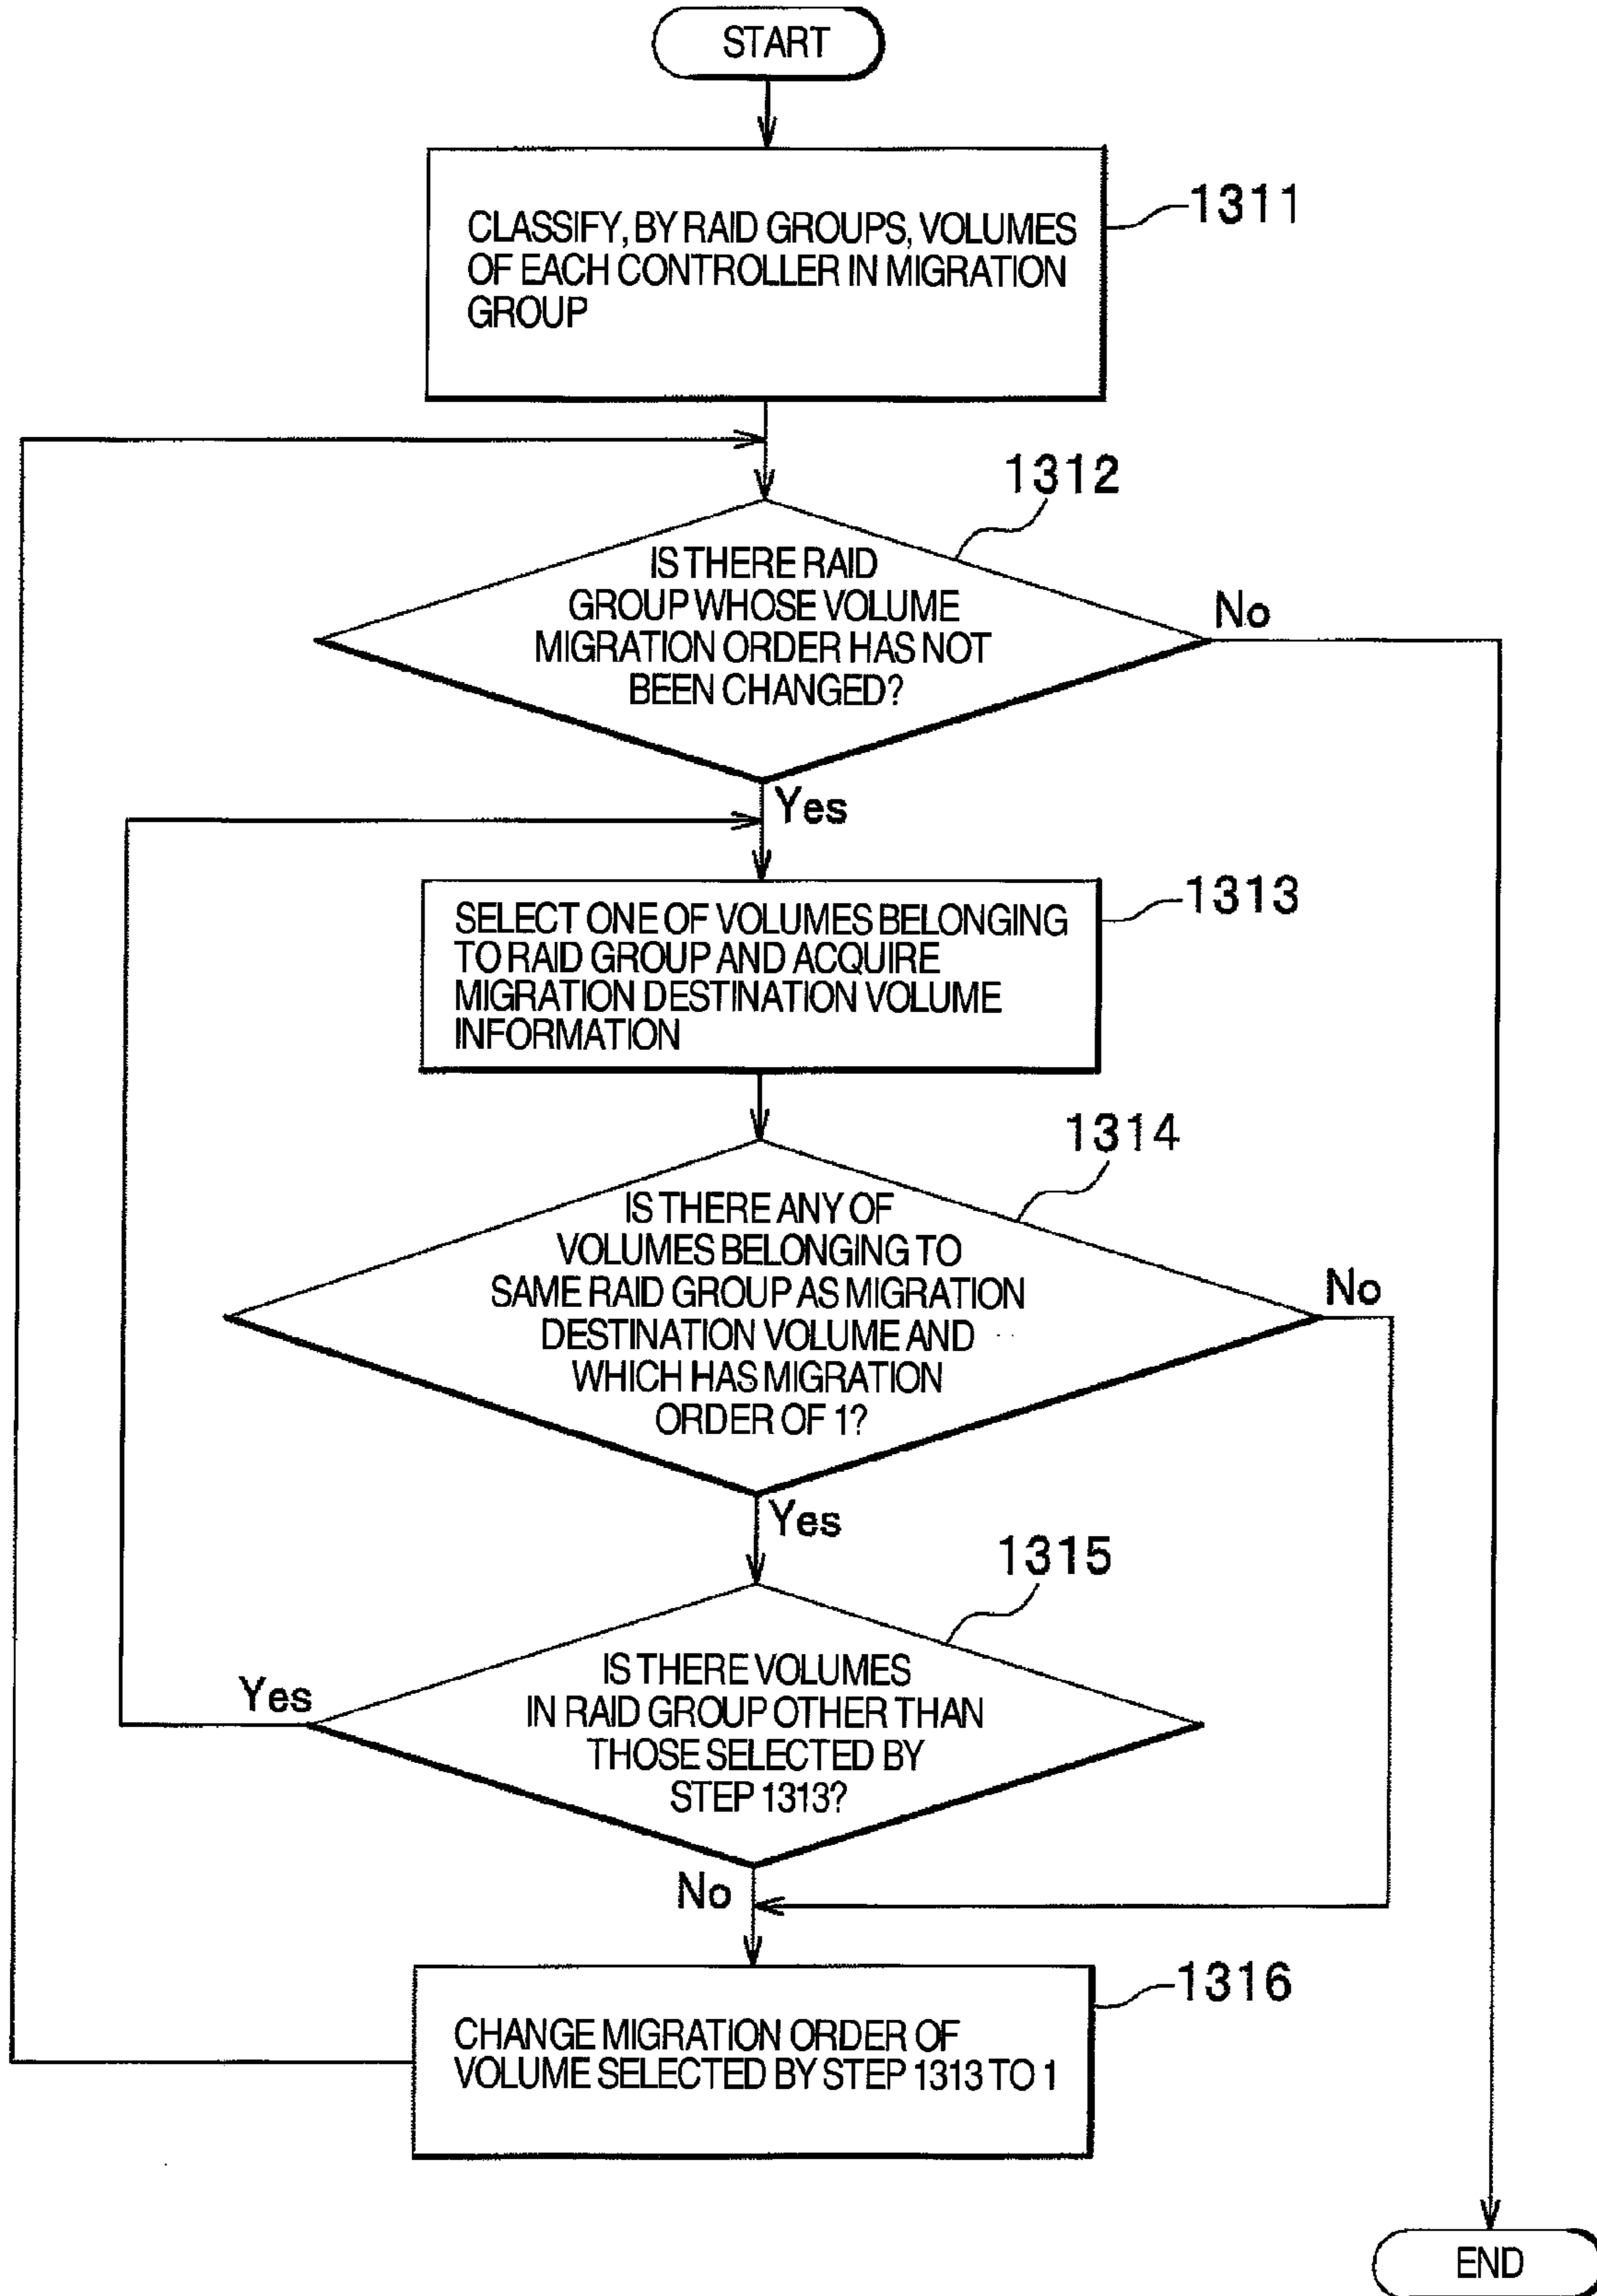 START
CLASSIFY, BY RAID GROUPS, VOLUMES
OF EACH CONTROLLER IN MIGRATION
GROUP
1311
1312
IS THERE RAID
GROUP WHOSE VOLUME
MIGRATION ORDER HAS NOT
BEEN CHANGED?
No
Yes
1313
SELECT ONE OF VOLUMES BELONGING
TO RAID GROUP AND ACQUIRE
MIGRATION DESTINATION VOLUME
INFORMATION
1314
IS THERE ANY OF
VOLUMES BELONGING TO
SAME RAID GROUP AS MIGRATION
DESTINATION VOLUME AND
WHICH HAS MIGRATION
ORDER OF 1?
No
Yes
1315
IS THERE VOLUMES
IN RAID GROUP OTHER THAN
THOSE SELECTED BY
STEP 1313?
Yes
No
1316
CHANGE MIGRATION ORDER OF
VOLUME SELECTED BY STEP 1313 TO 1
END